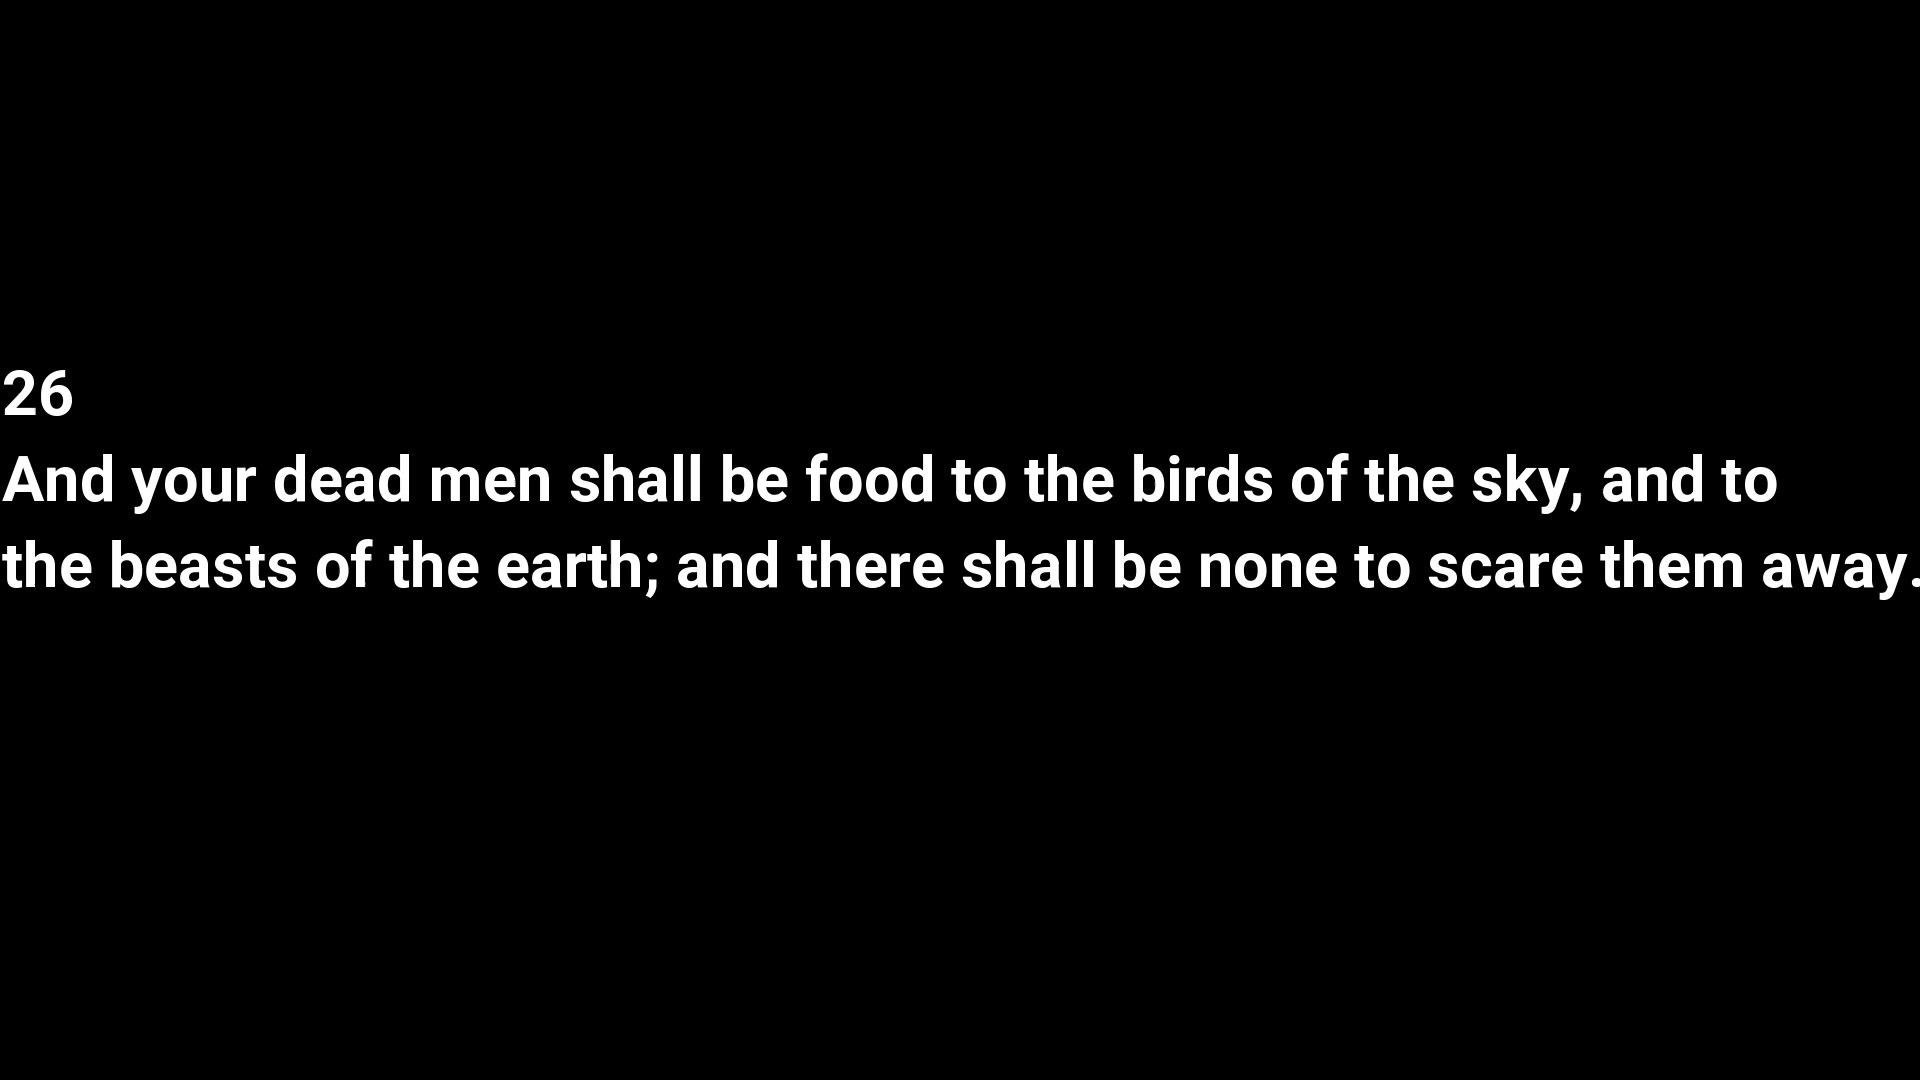 26
And your dead men shall be food to the birds of the sky, and to
the beasts of the earth; and there shall be none to scare them away.